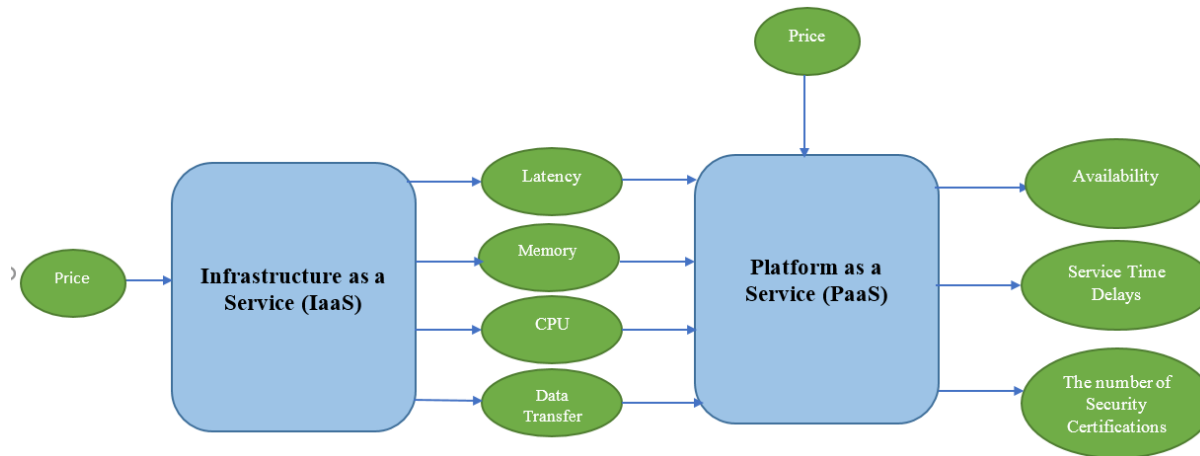 Price
Price
Infrastructure as a
Service (IaaS)
Latency
Memory
CPU
Data
Transfer
Platform as a
Service (PaaS)
Availability
Service Time
Delays
The number of
Security
Certifications